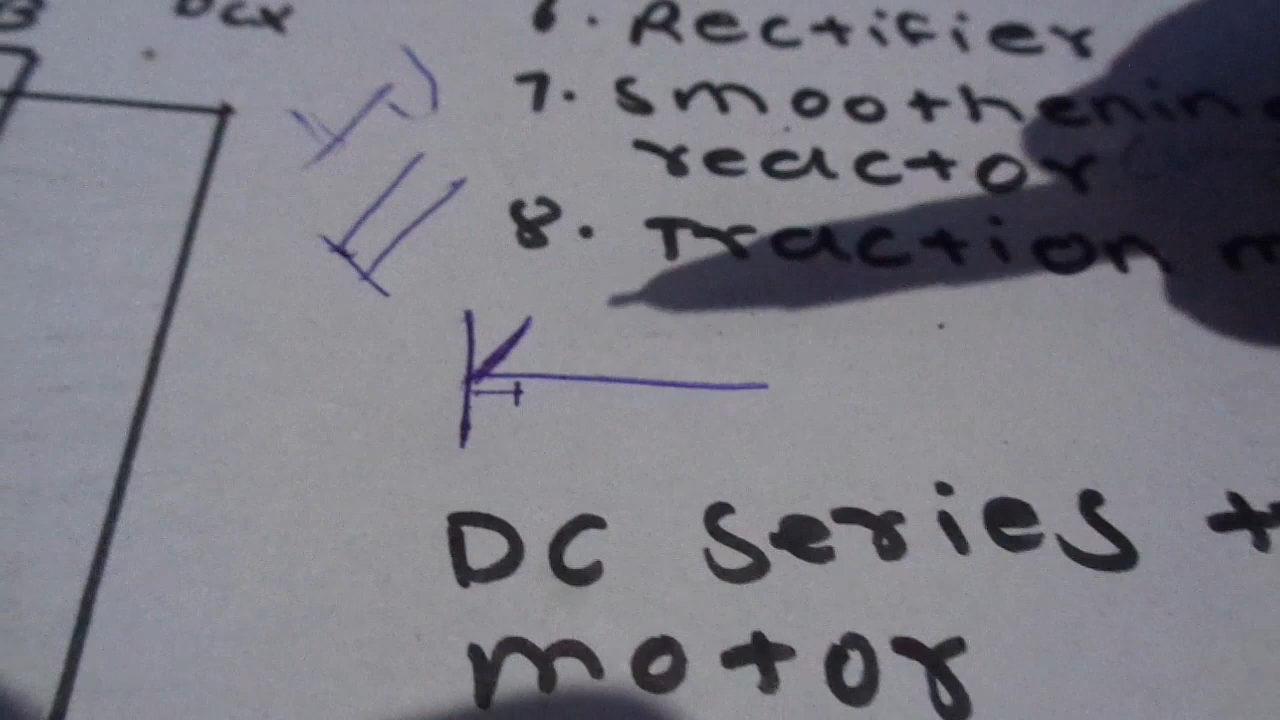 6. Rectifier
7. smoothening
reactor
8. Traction
DC series
motor